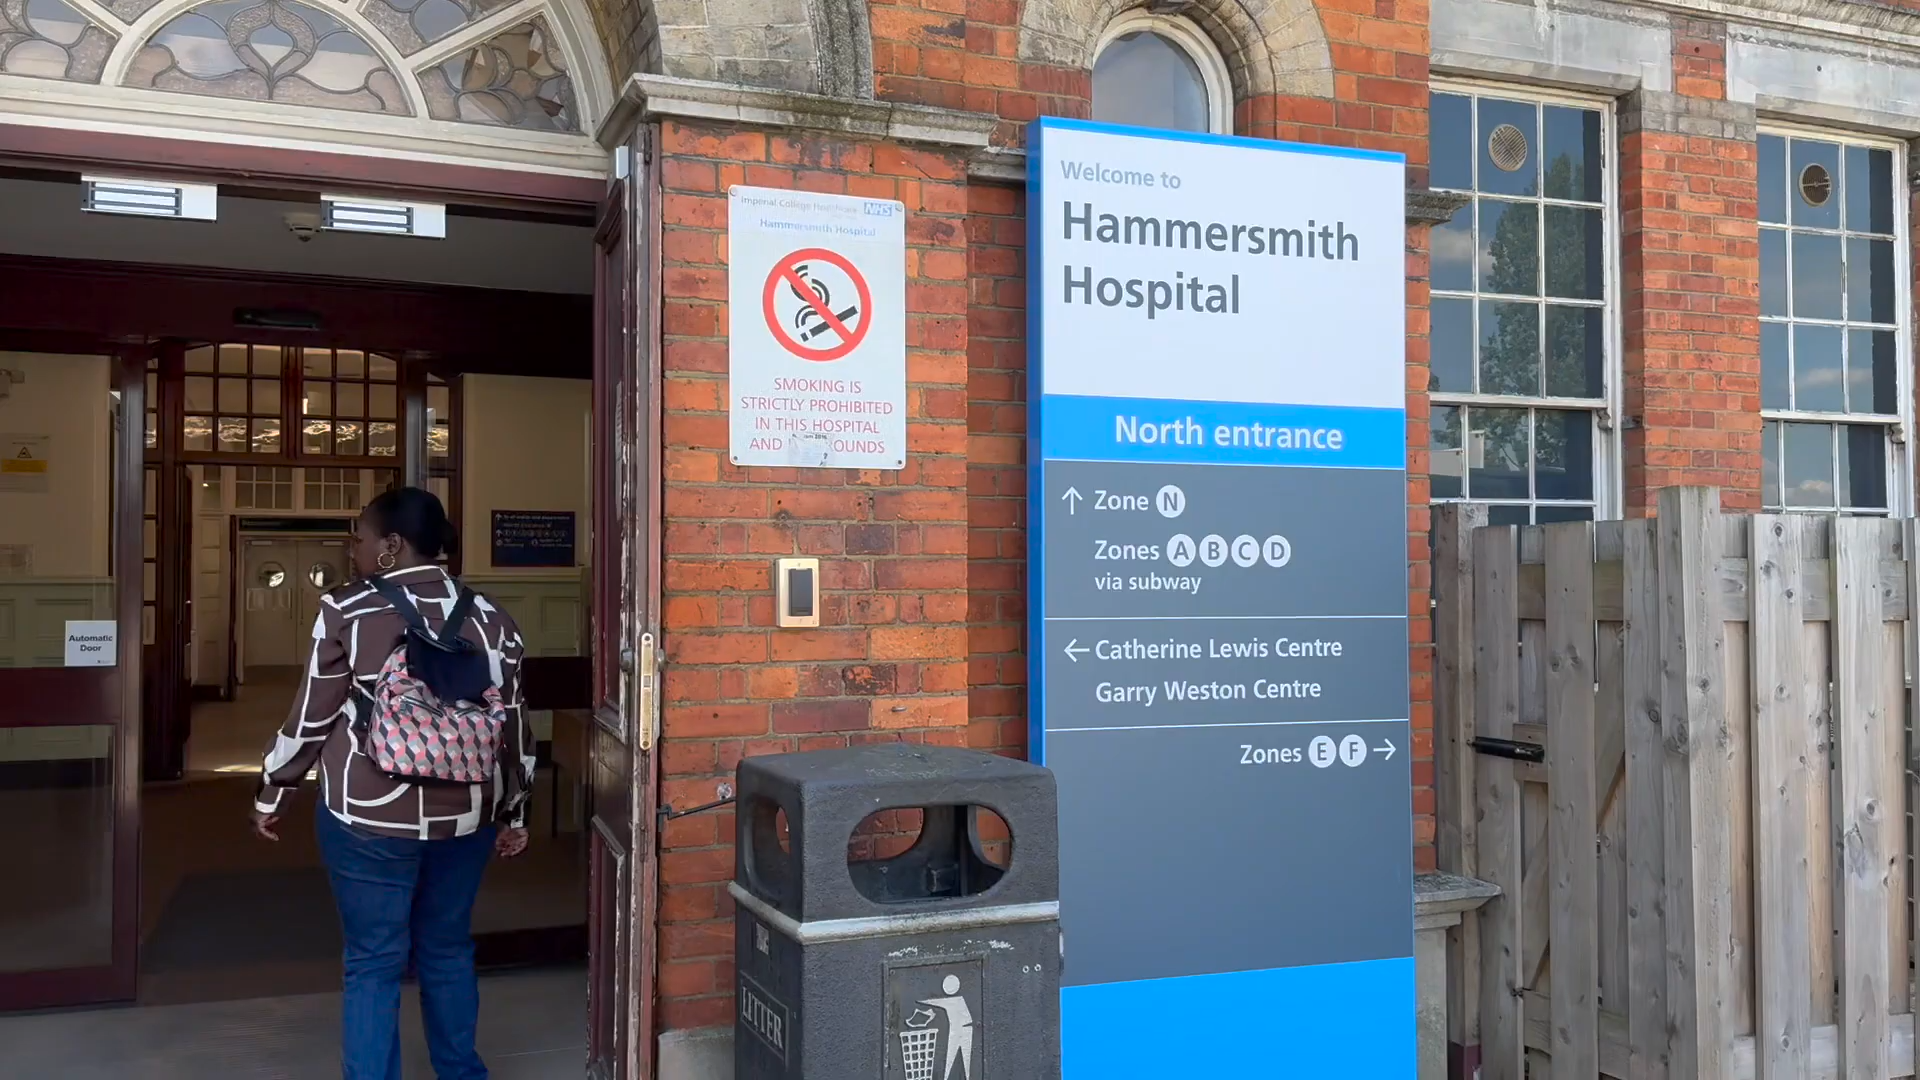 Imperial College Healthcare NHS
Hammersmith Hospital
SMOKING IS
STRICTLY PROHIBITED
IN THIS HOSPITAL
AND OUNDS
Welcome to
Hammersmith
Hospital
North entrance
↑ Zone N
Zones A B C D
via subway
← Catherine Lewis Centre
Garry Weston Centre
Zones E F →
Automatic
Door
LITTER